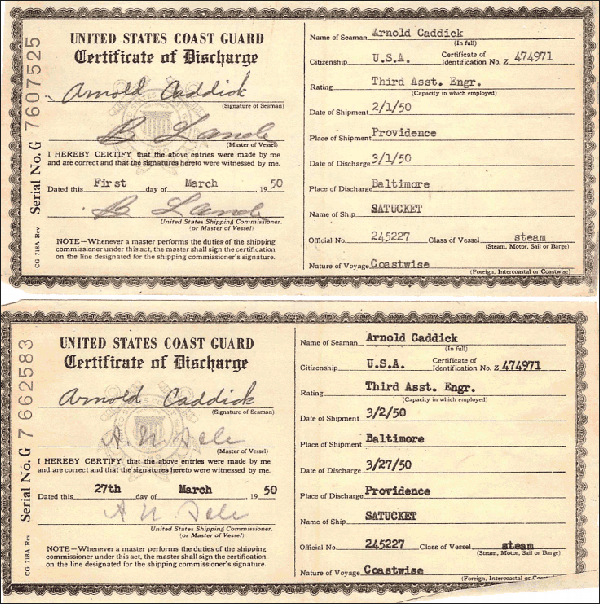 Serial No. G 7607525
CG 718A Rev
UNITED STATES COAST GUARD
Certificate of Discharge
Arnold Caddick
(Signature of Seaman)
(Master of Vessel)
I HEREBY CERTIFY that the above entries were made by me
and are correct and that the signatures hereto were witnessed by me.
Dated this First day of March 1950
United States Shipping Commissioner.
(or Master of Vessel)
NOTE—Whenever a master performs the duties of the shipping
commissioner under this act, the master shall sign the certification
on the line designated for the shipping commissioner's signature.
Name of Seaman Arnold Caddick
(In full)
Citizenship U.S.A. Certificate of Identification No. Z 474971
Rating Third Asst. Engr.
(Capacity in which employed)
Date of Shipment 2/1/50
Place of Shipment Providence
Date of Discharge 3/1/50
Place of Discharge Baltimore
Name of Ship SATUCKET
Official No. 245227 Class of Vessel steam
(Steam, Motor, Sail or Barge)
Nature of Voyage Coastwise
(Foreign, Intercoastal or Coastwise)
Serial No. G 7 662583
CG 718A Rev
UNITED STATES COAST GUARD
Certificate of Discharge
Arnold Caddick
(Signature of Seaman)
(Master of Vessel)
I HEREBY CERTIFY that the above entries were made by me
and are correct and that the signatures hereto were witnessed by me.
Dated this 27th day of March 1950
United States Shipping Commissioner.
(or Master of Vessel)
NOTE—Whenever a master performs the duties of the shipping
commissioner under this act, the master shall sign the certification
on the line designated for the shipping commissioner's signature.
Name of Seaman Arnold Caddick
(In full)
Citizenship U.S.A. Certificate of Identification No. Z 474971
Rating Third Asst. Engr.
(Capacity in which employed)
Date of Shipment 3/2/50
Place of Shipment Baltimore
Date of Discharge 3/27/50
Place of Discharge Providence
Name of Ship SATUCKET
Official No. 245227 Class of Vessel steam
(Steam, Motor, Sail or Barge)
Nature of Voyage Coastwise
(Foreign, Intercoastal or